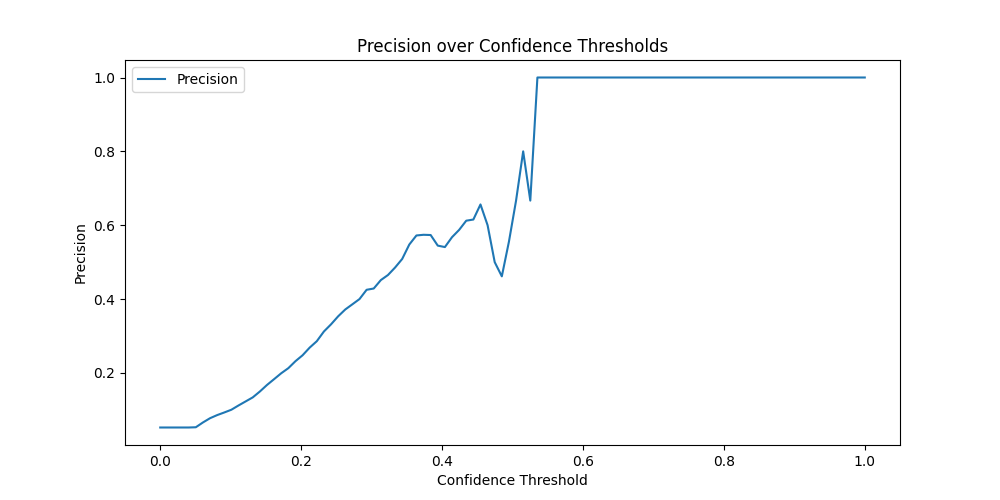 Precision over Confidence Thresholds
Precision
1.0
0.8
0.6
0.4
0.2
Precision
0.0 0.2 0.4 0.6 0.8 1.0
Confidence Threshold